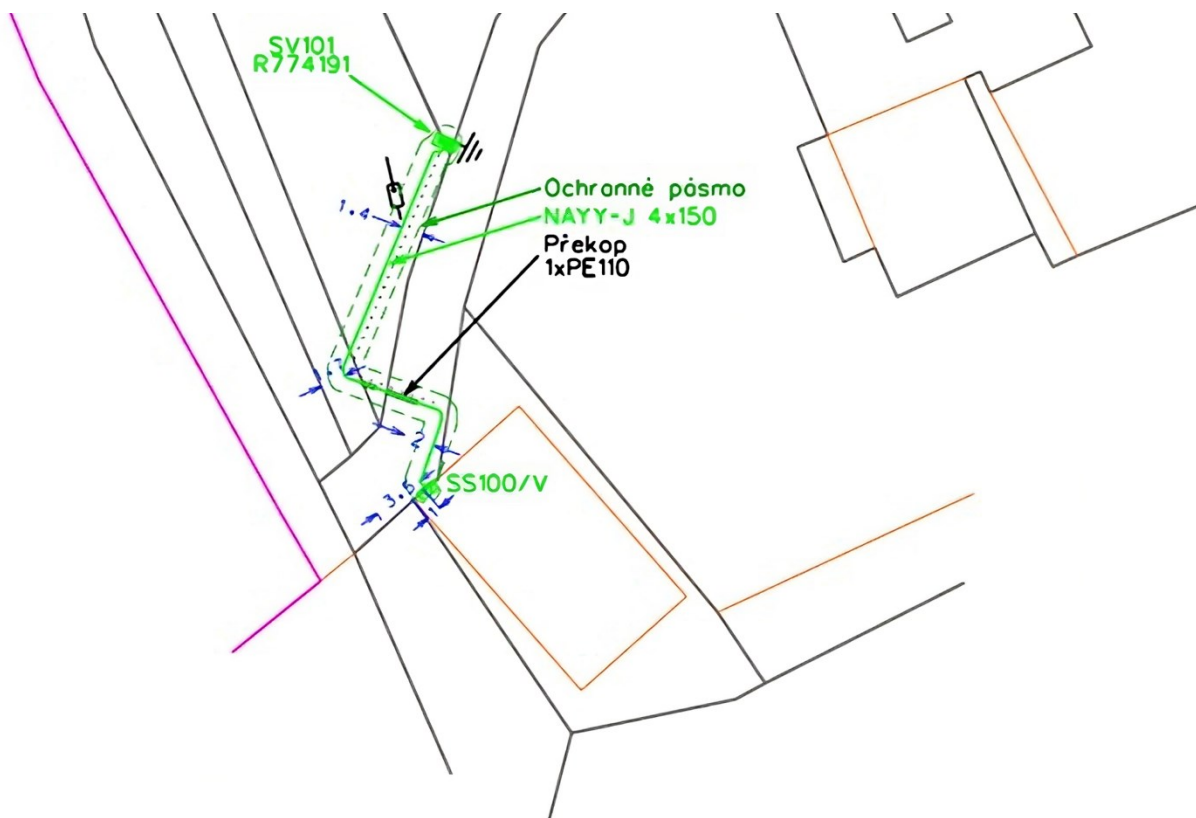 SV101
R774191
Ochranné pásmo
1.4
NAYY-J 4x150
Překop
1xPE110
2
SS100/V
3.6
1